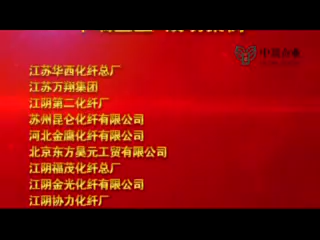 江苏华西化纤总厂
江苏万翔集团
江阴第二化纤厂
苏州昆仑化纤有限公司
河北金庸化纤有限公司
北京东方昊元工贸有限公司
江阴福茂化纤总厂
江阴金光化纤有限公司
江阴协力化纤厂